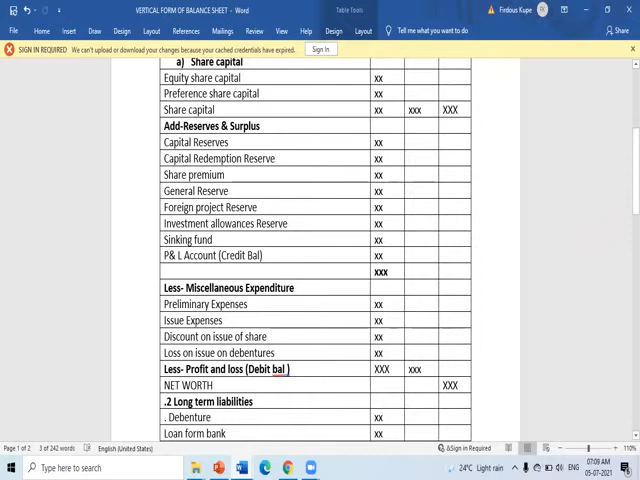 VERTICAL FORM OF BALANCE SHEET - Word
Table Tools
Firdous Kupe
FK
File Home Insert Draw Design Layout References Mailings Review View Help Design Layout Tell me what you do want to do Share
SIGN IN REQUIRED We can't upload or download your changes because your cached credentials have expired. Sign In
a) Share capital
Equity share capital xx
Preference share capital xx
Share capital xx xxx XXX
Add-Reserves & Surplus
Capital Reserves xx
Capital Redemption Reserve xx
Share premium xx
General Reserve xx
Foreign project Reserve xx
Investment allowances Reserve xx
Sinking fund xx
P& L Account (Credit Bal) xx
xxx
Less- Miscellaneous Expenditure
Preliminary Expenses xx
Issue Expenses xx
Discount on issue of share xx
Loss on issue on debentures xx
Less- Profit and loss (Debit bal ) XXX xxx
NET WORTH XXX
.2 Long term liabilities
. Debenture xx
Loan form bank xx
Page 1 of 2 3 of 242 words English (United States) Sign in Required 110%
Type here to search 24°C Light rain ENG 07:09 AM
05-07-2021